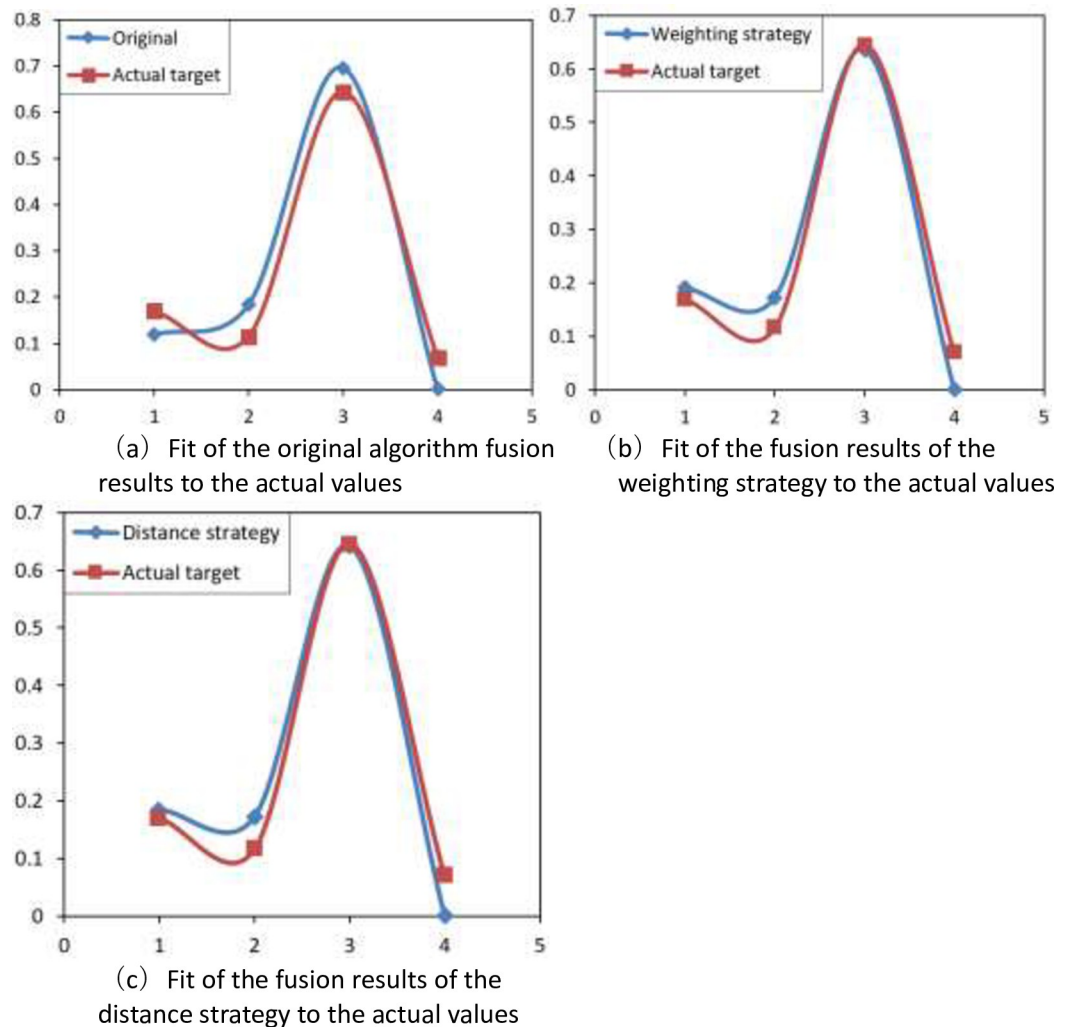 0.8
0.7
0.6
0.5
0.4
0.3
0.2
0.1
0
Original
Actual target
0 1 2 3 4 5
（a） Fit of the original algorithm fusion
results to the actual values
0.7
0.6
0.5
0.4
0.3
0.2
0.1
0
Weighting strategy
Actual target
0 1 2 3 4 5
（b） Fit of the fusion results of the
weighting strategy to the actual values
0.7
0.6
0.5
0.4
0.3
0.2
0.1
0
Distance strategy
Actual target
0 1 2 3 4 5
（c） Fit of the fusion results of the
distance strategy to the actual values